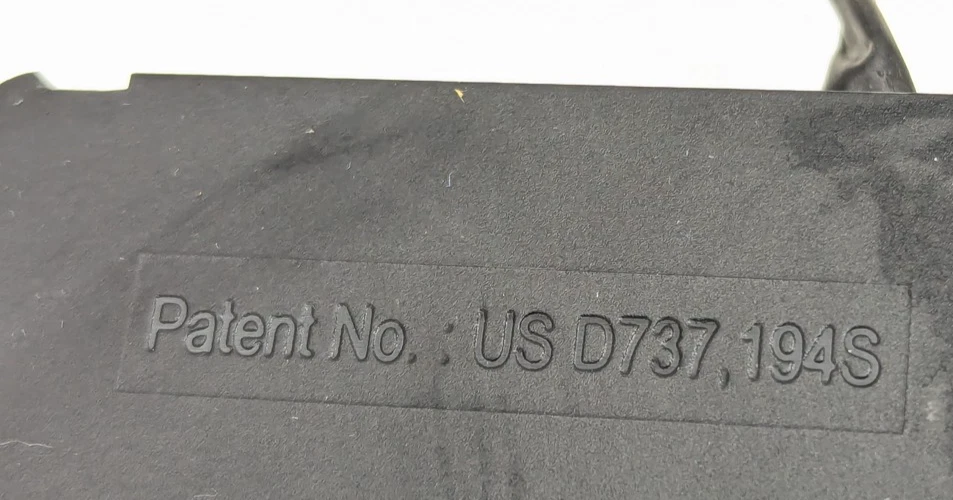 Patent No. : US D737,194S